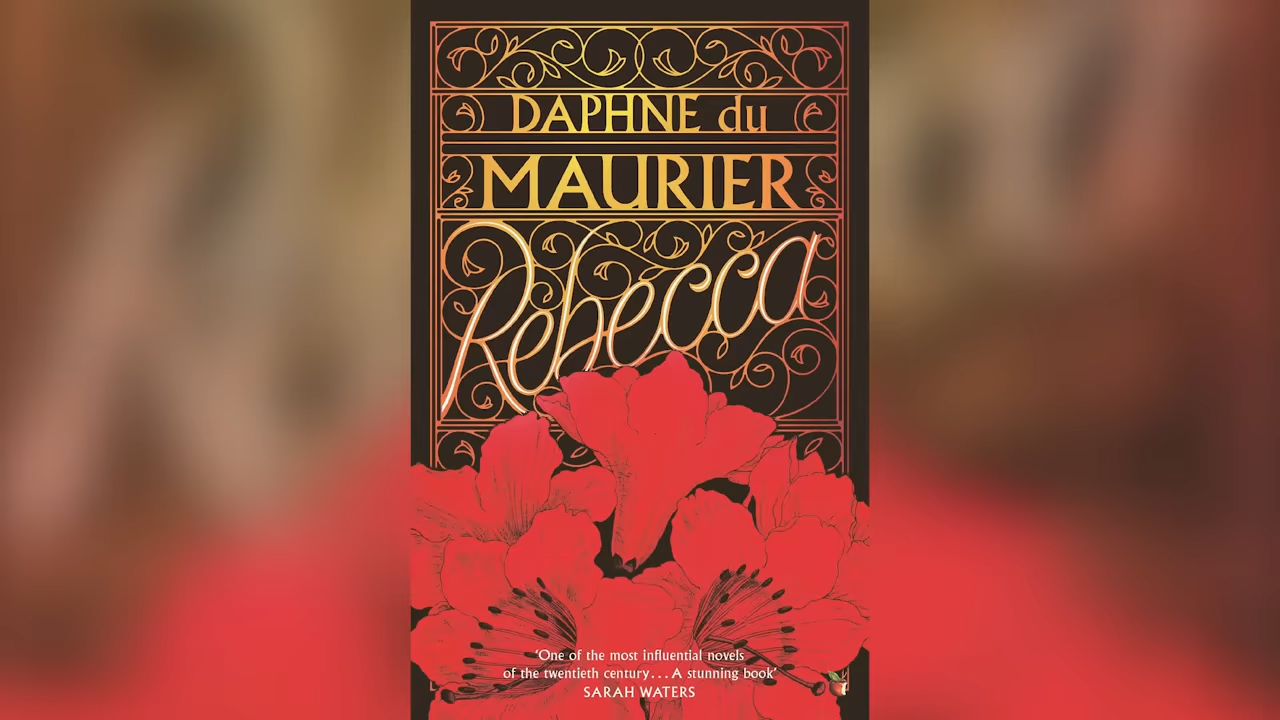 DAPHNE du
MAURIER
Rebecca
‘One of the most influential novels
of the twentieth century... A stunning book’
SARAH WATERS